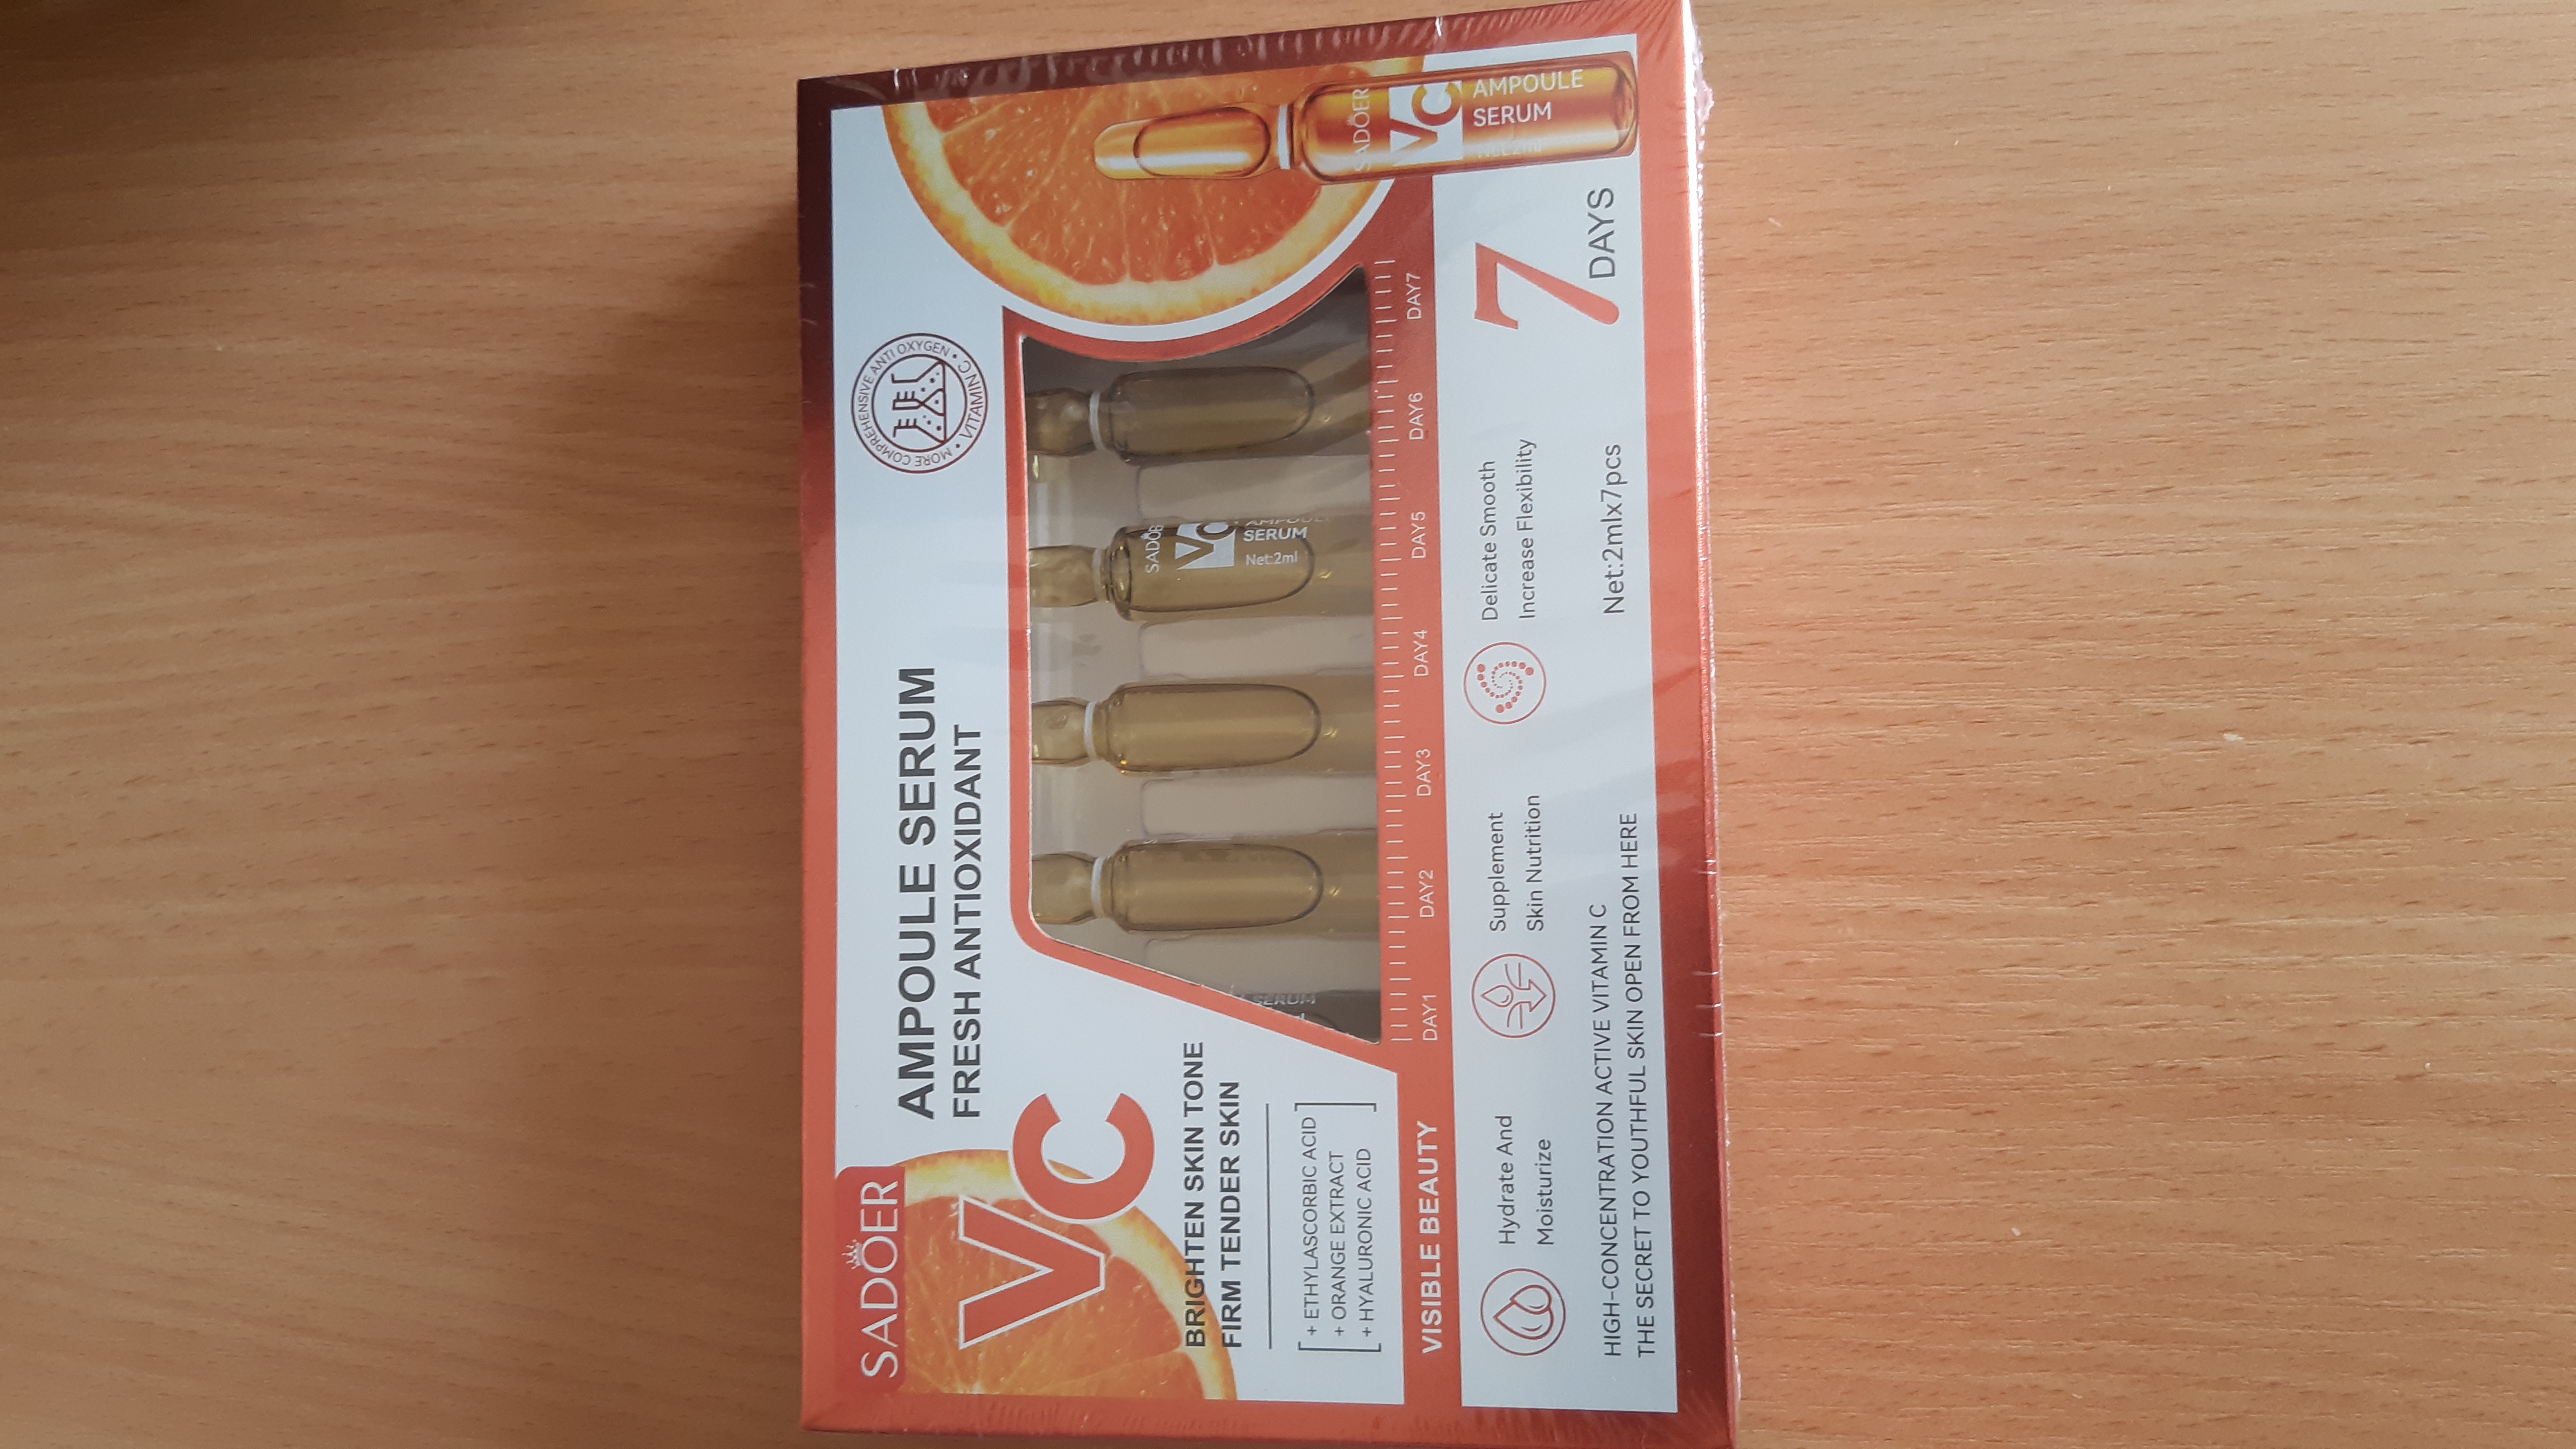 SADOER
VC
AMPOULE SERUM
FRESH ANTIOXIDANT
MORE COMPREHENSIVE ANTI OXYGEN • VITAMIN C •
BRIGHTEN SKIN TONE
FIRM TENDER SKIN
+ ETHYLASCORBIC ACID
+ ORANGE EXTRACT
+ HYALURONIC ACID
SERUM
SADOER
VC
AMPOULE
SERUM
Net:2ml
VISIBLE BEAUTY
DAY1 DAY2 DAY3 DAY4 DAY5 DAY6 DAY7
SADOER
VC
AMPOULE
SERUM
Net:2ml
Hydrate And
Moisturize
Supplement
Skin Nutrition
Delicate Smooth
Increase Flexibility
7
DAYS
HIGH-CONCENTRATION ACTIVE VITAMIN C
THE SECRET TO YOUTHFUL SKIN OPEN FROM HERE
Net:2mlx7pcs